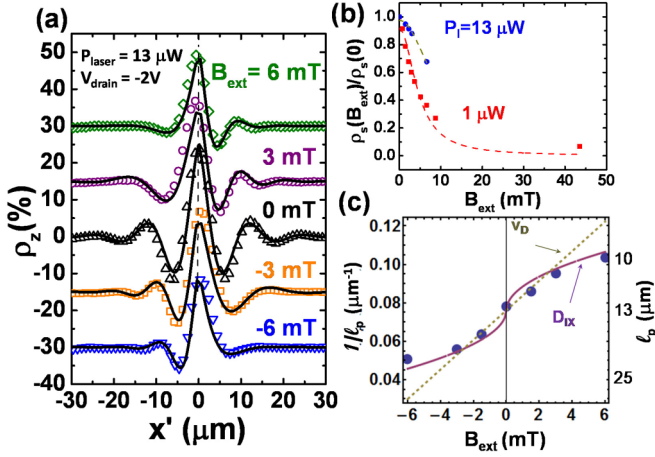 (a)
P_laser = 13 μW
V_drain = -2V
B_ext = 6 mT
3 mT
0 mT
-3 mT
-6 mT
ρ_z(%)
50
40
30
20
10
0
-10
-20
-30
-40
-30 -20 -10 0 10 20 30
x' (μm)
(b)
P_l=13 μW
1 μW
ρ_s(B_ext)/ρ_s(0)
1.0
0.8
0.6
0.4
0.2
0.0
0 10 20 30 40 50
B_ext (mT)
(c)
v_D
D_IX
1/ℓ_p (μm⁻¹)
0.12
0.10
0.08
0.06
0.04
10
13
25
ℓ_p (μm)
-6 -4 -2 0 2 4 6
B_ext (mT)